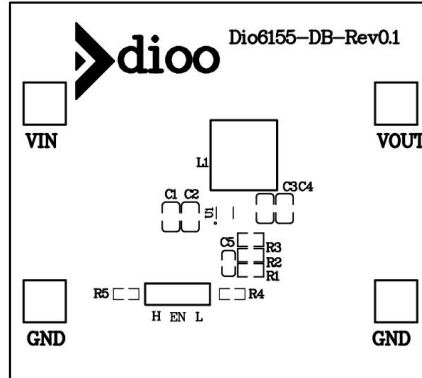 dioo
Dio6155-DB-Rev0.1
VIN
VOUT
L1
C1 C2
U1
C3C4
C5
R3
R2
R1
R5
R4
H EN L
GND
GND